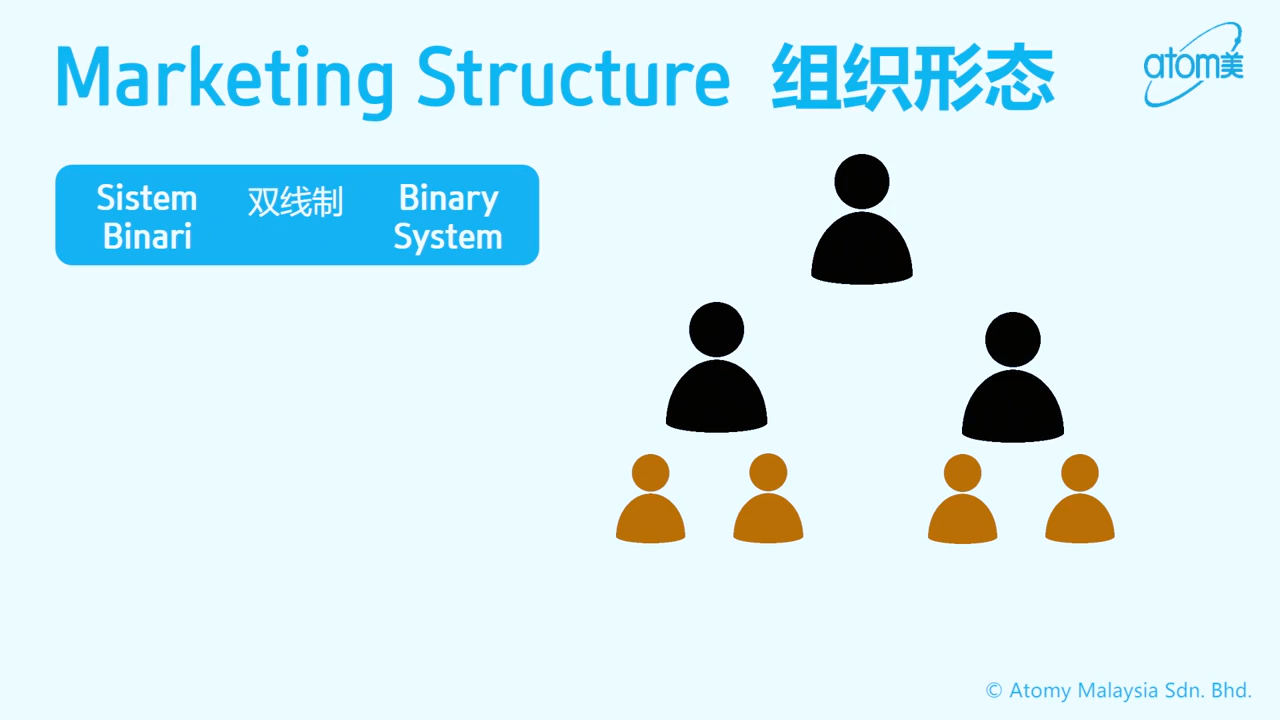 Marketing Structure 组织形态
atom美
Sistem Binari
双线制
Binary System
© Atomy Malaysia Sdn. Bhd.